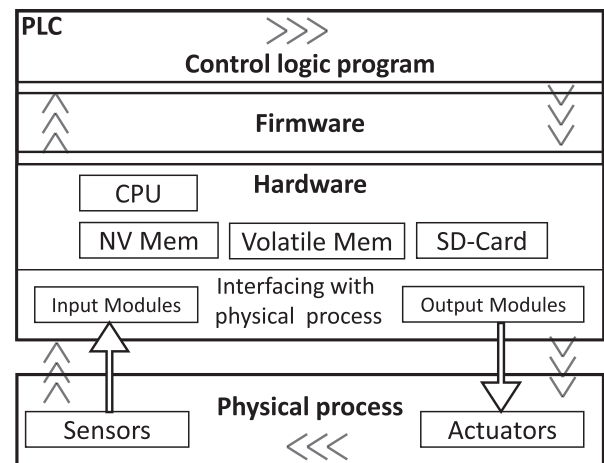 PLC
Control logic program
Firmware
Hardware
CPU
NV Mem
Volatile Mem
SD-Card
Input Modules
Interfacing with
physical process
Output Modules
Physical process
Sensors
Actuators